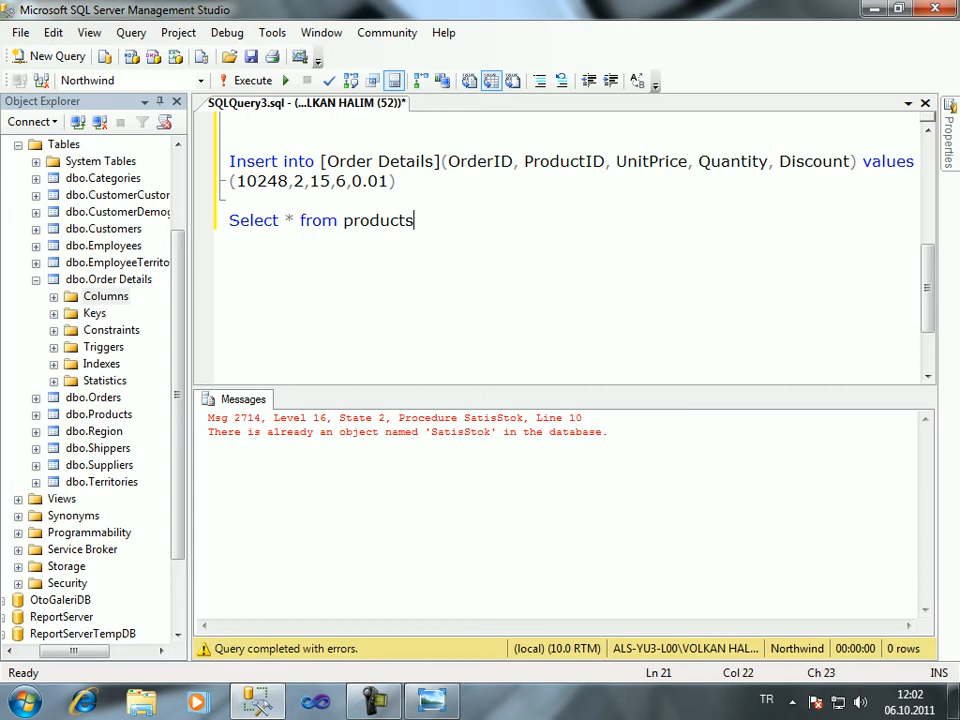 Microsoft SQL Server Management Studio
File Edit View Query Project Debug Tools Window Community Help
New Query
Northwind Execute
Object Explorer
SQLQuery3.sql - (...LKAN HALIM (52))*
Connect
Tables
System Tables
dbo.Categories
dbo.CustomerCustor
dbo.CustomerDemog
dbo.Customers
dbo.Employees
dbo.EmployeeTerrito
dbo.Order Details
Columns
Keys
Constraints
Triggers
Indexes
Statistics
dbo.Orders
dbo.Products
dbo.Region
dbo.Shippers
dbo.Suppliers
dbo.Territories
Views
Synonyms
Programmability
Service Broker
Storage
Security
OtoGaleriDB
ReportServer
ReportServerTempDB
Insert into [Order Details](OrderID, ProductID, UnitPrice, Quantity, Discount) values
(10248,2,15,6,0.01)
Select * from products
Properties
Messages
Msg 2714, Level 16, State 2, Procedure SatisStok, Line 10
There is already an object named 'SatisStok' in the database.
Query completed with errors. (local) (10.0 RTM) ALS-YU3-L00\VOLKAN HAL... Northwind 00:00:00 0 rows
Ready Ln 21 Col 22 Ch 23 INS
TR 12:02
06.10.2011